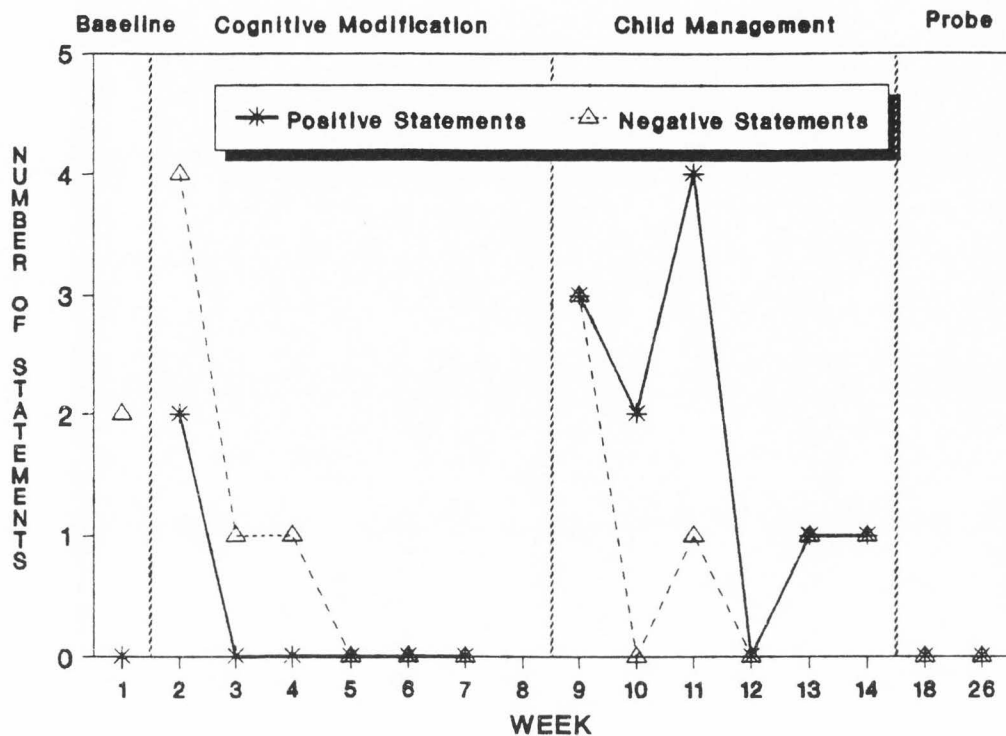 Baseline Cognitive Modification Child Management Probe
Positive Statements Negative Statements
NUMBER OF STATEMENTS
5
4
3
2
1
0
1 2 3 4 5 6 7 8 9 10 11 12 13 14 18 26
WEEK